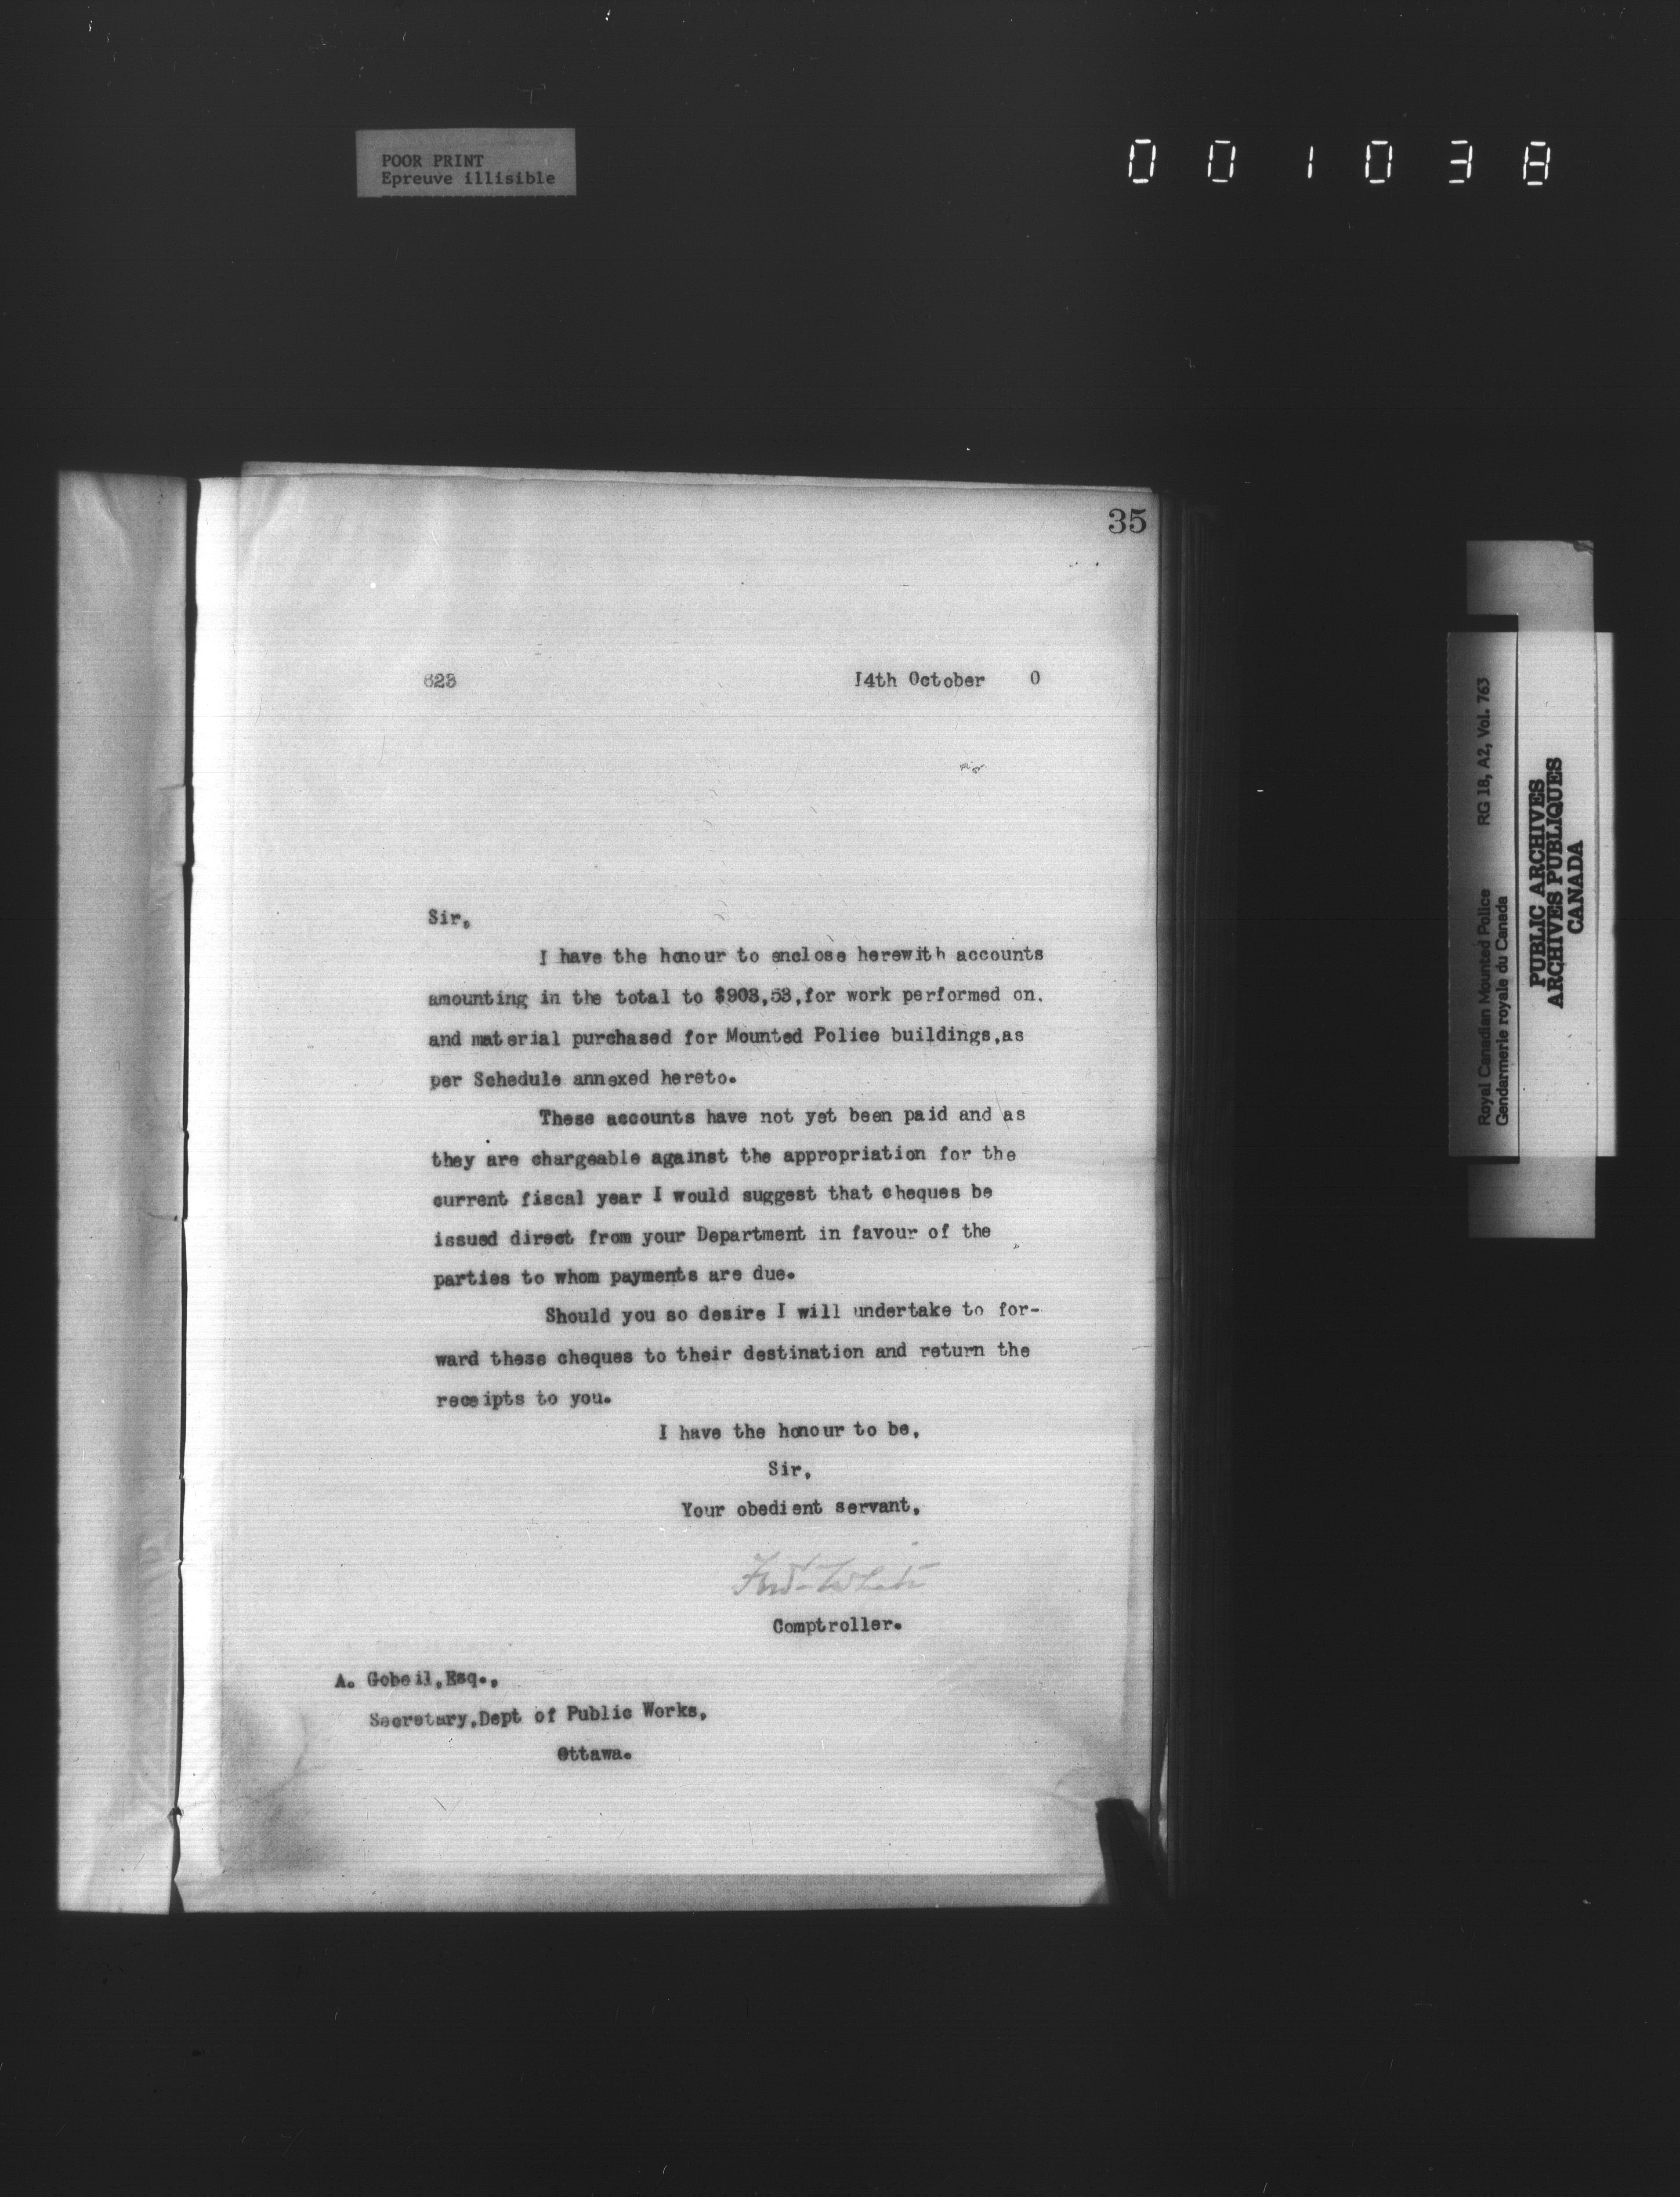 POOR PRINT
Epreuve illisible
001038
35
623
14th October 0
Sir,
I have the honour to enclose herewith accounts
amounting in the total to $903,53,for work performed on,
and material purchased for Mounted Police buildings,as
per Schedule annexed hereto.
These accounts have not yet been paid and as
they are chargeable against the appropriation for the
current fiscal year I would suggest that cheques be
issued direct from your Department in favour of the
parties to whom payments are due.
Should you so desire I will undertake to for-
ward these cheques to their destination and return the
receipts to you.
I have the honour to be,
Sir,
Your obedient servant,
Fred White
Comptroller.
A. Gobeil,Esq.,
Secretary,Dept of Public Works,
Ottawa.
Royal Canadian Mounted Police RG 18, A2, Vol. 763
Gendarmerie royale du Canada
PUBLIC ARCHIVES
ARCHIVES PUBLIQUES
CANADA